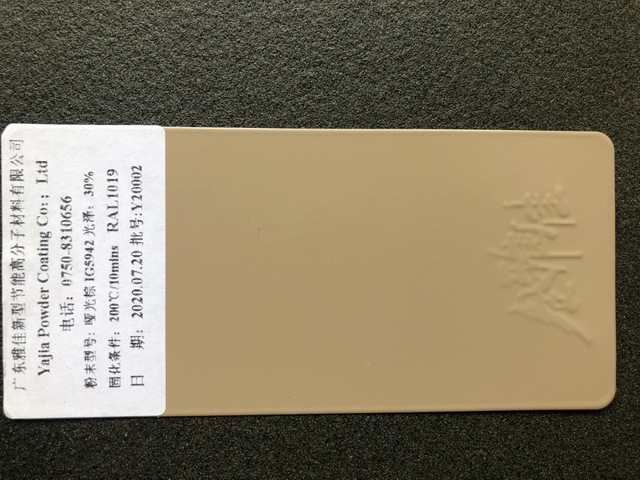 广东雅佳新型节能高分子材料有限公司
Yajia Powder Coating Co:; Ltd
电话: 0750-8310656
粉末型号: 哑光棕 IG5942 光泽: 30%
固化条件: 200℃/10mins RAL1019
日 期: 2020.07.20 批号:Y20002